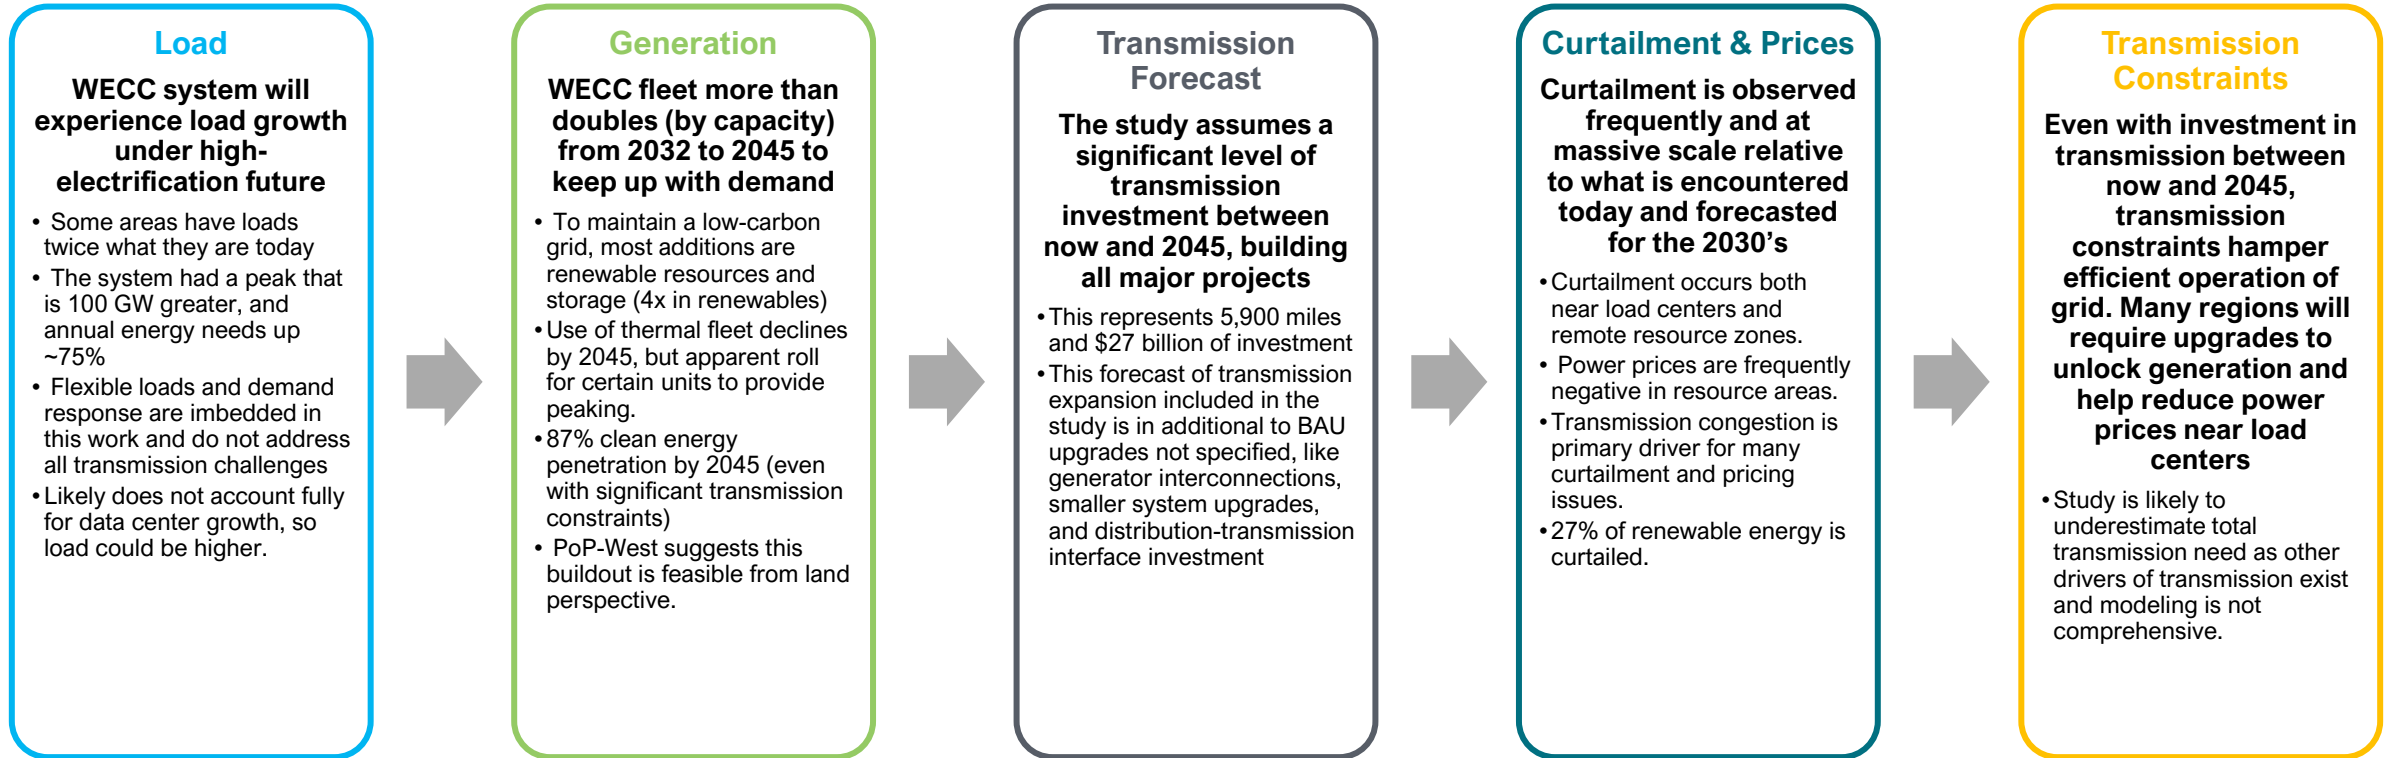 Load
WECC system will
experience load growth
under high-
electrification future
• Some areas have loads
twice what they are today
• The system had a peak that
is 100 GW greater, and
annual energy needs up
~75%
• Flexible loads and demand
response are imbedded in
this work and do not address
all transmission challenges
• Likely does not account fully
for data center growth, so
load could be higher.
Generation
WECC fleet more than
doubles (by capacity)
from 2032 to 2045 to
keep up with demand
• To maintain a low-carbon
grid, most additions are
renewable resources and
storage (4x in renewables)
• Use of thermal fleet declines
by 2045, but apparent roll
for certain units to provide
peaking.
• 87% clean energy
penetration by 2045 (even
with significant transmission
constraints)
• PoP-West suggests this
buildout is feasible from land
perspective.
Transmission
Forecast
The study assumes a
significant level of
transmission
investment between
now and 2045, building
all major projects
• This represents 5,900 miles
and $27 billion of investment
• This forecast of transmission
expansion included in the
study is in additional to BAU
upgrades not specified, like
generator interconnections,
smaller system upgrades,
and distribution-transmission
interface investment
Curtailment & Prices
Curtailment is observed
frequently and at
massive scale relative
to what is encountered
today and forecasted
for the 2030’s
• Curtailment occurs both
near load centers and
remote resource zones.
• Power prices are frequently
negative in resource areas.
• Transmission congestion is
primary driver for many
curtailment and pricing
issues.
• 27% of renewable energy is
curtailed.
Transmission
Constraints
Even with investment in
transmission between
now and 2045,
transmission
constraints hamper
efficient operation of
grid. Many regions will
require upgrades to
unlock generation and
help reduce power
prices near load
centers
• Study is likely to
underestimate total
transmission need as other
drivers of transmission exist
and modeling is not
comprehensive.